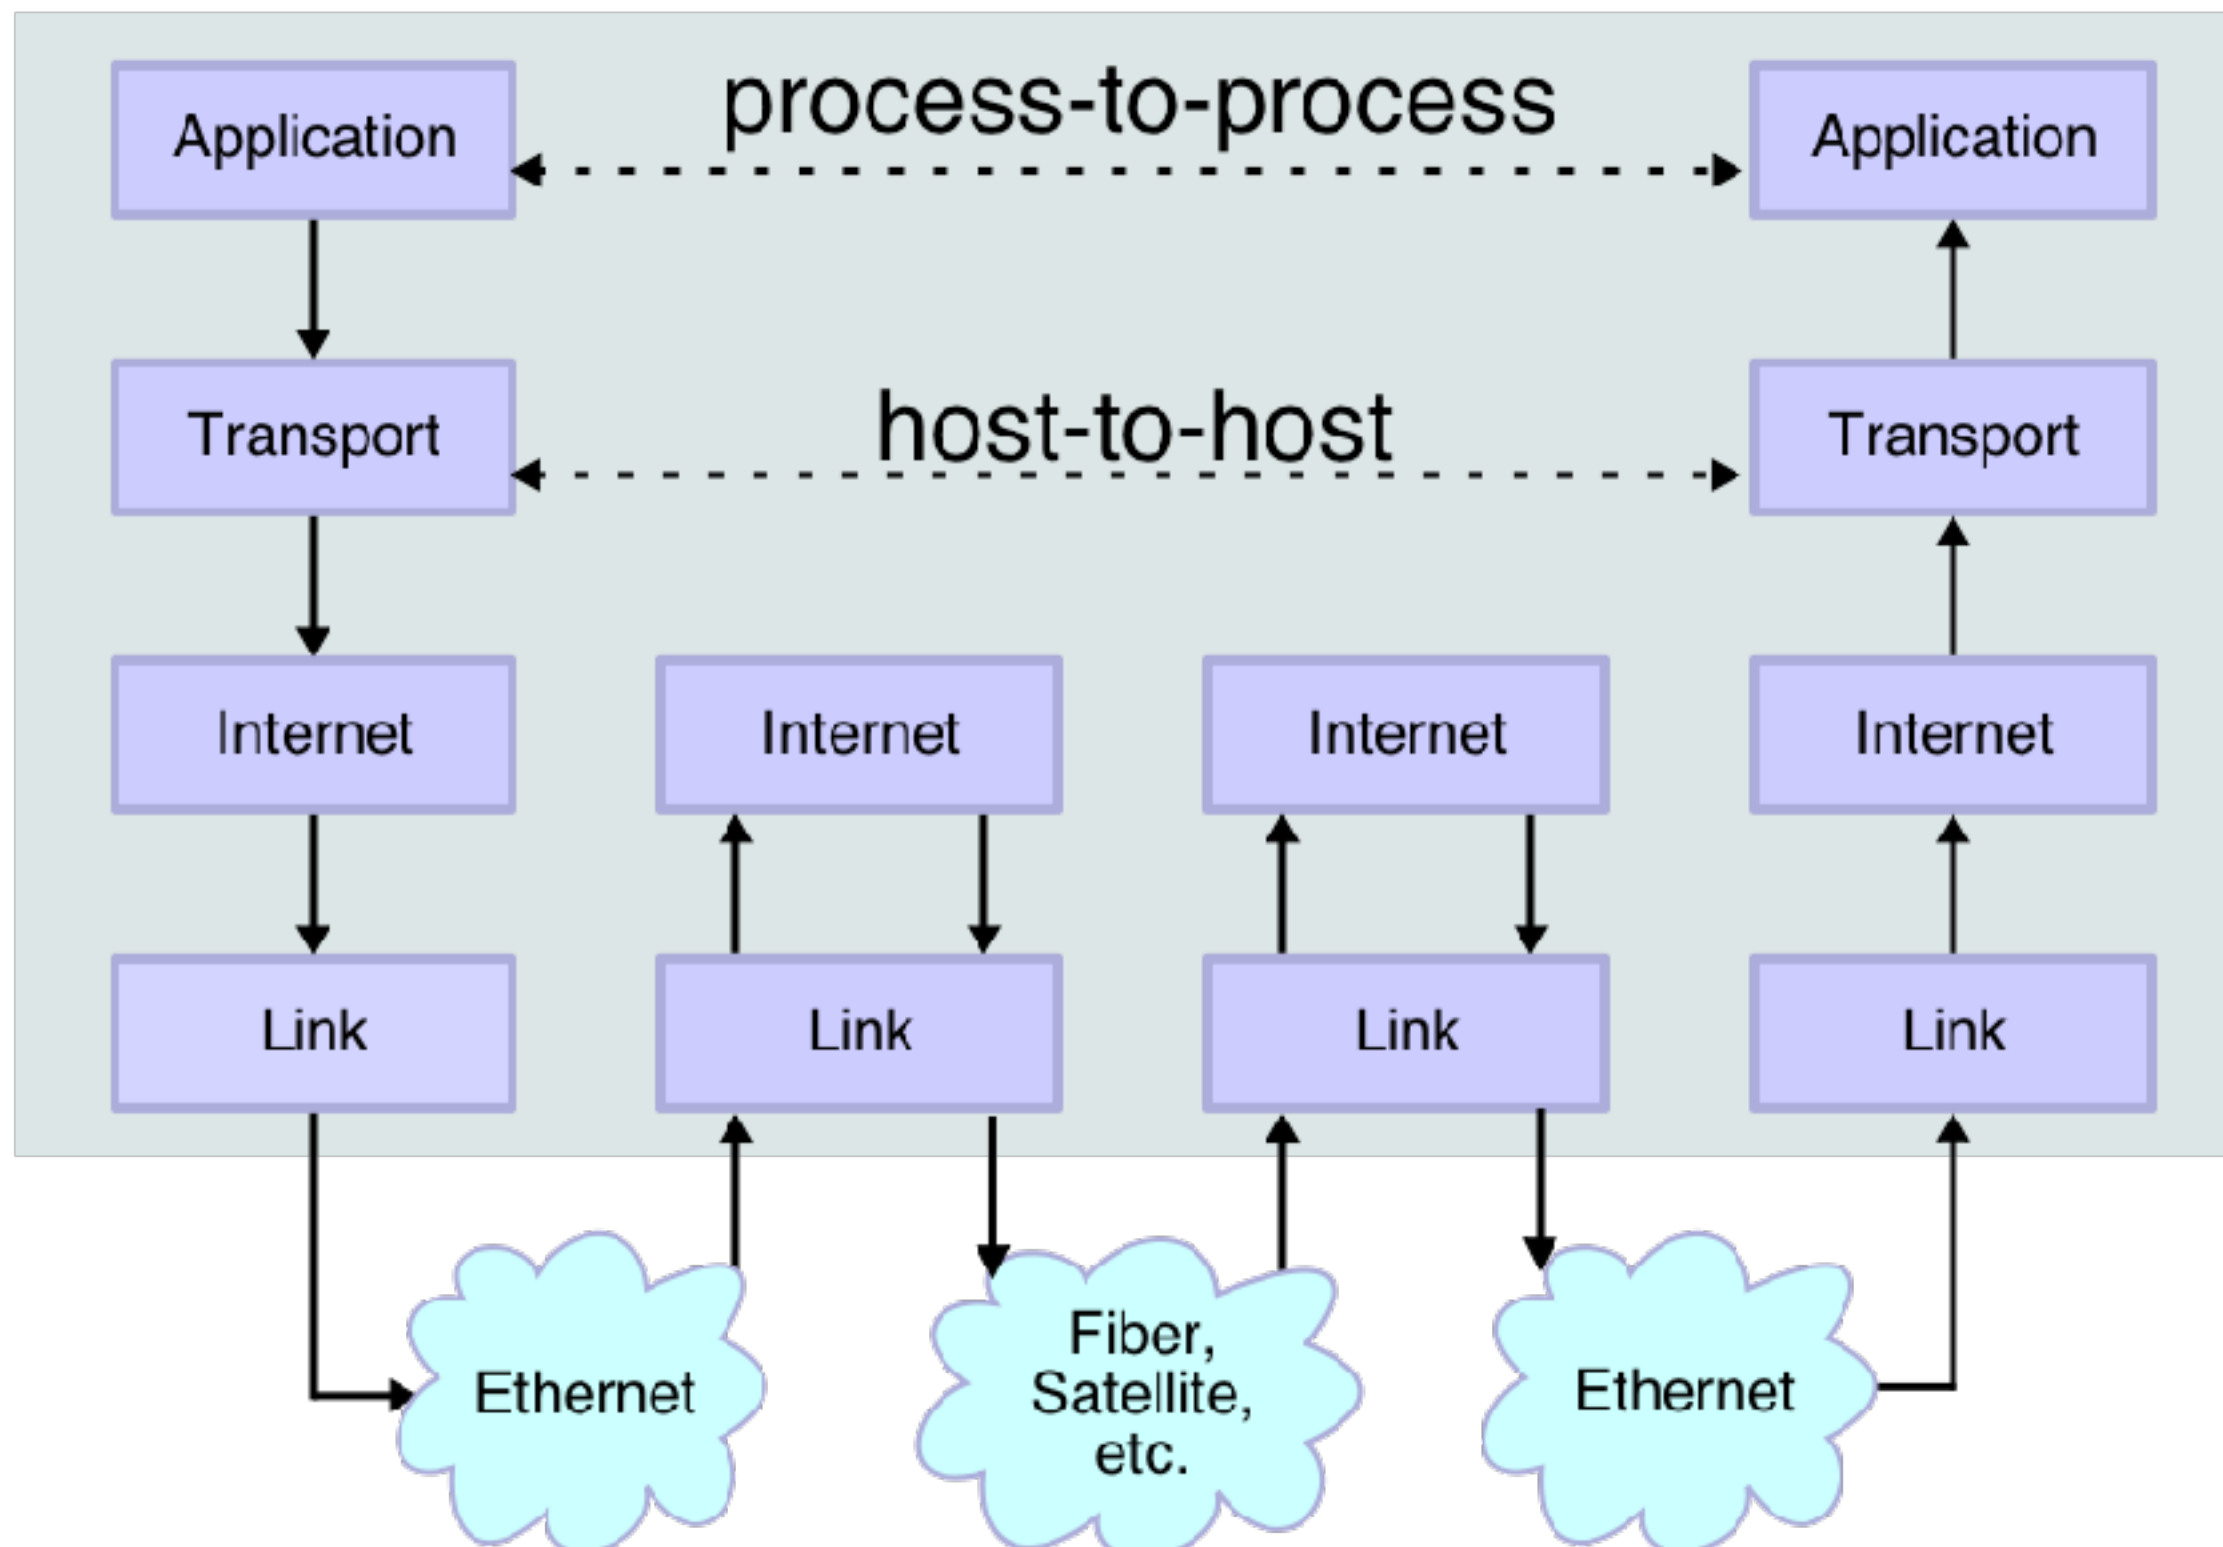 process-to-process
Application
Application
host-to-host
Transport
Transport
Internet
Internet
Internet
Internet
Link
Link
Link
Link
Ethernet
Fiber,
Satellite,
etc.
Ethernet